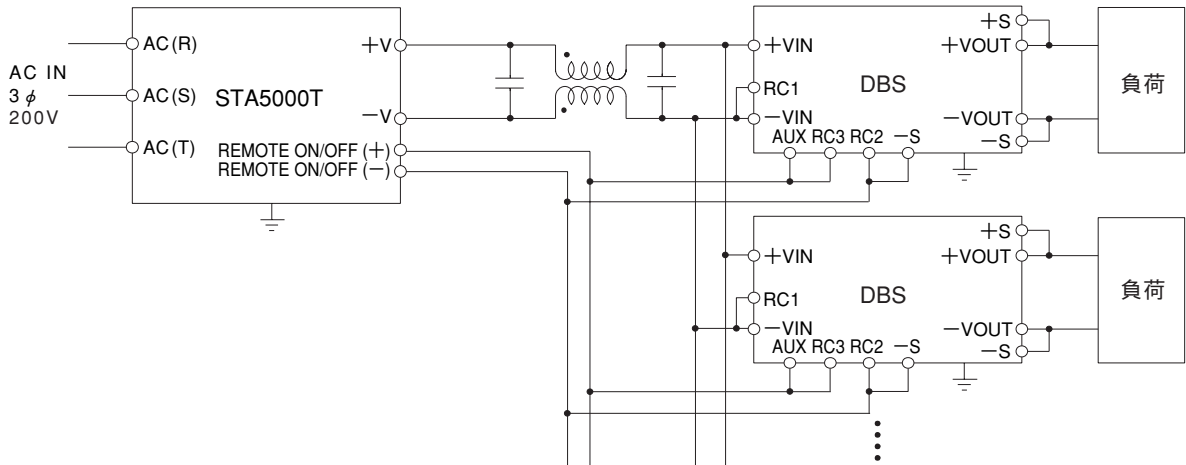 AC IN
3φ
200V
AC(R)
AC(S)
AC(T)
STA5000T
+V
−V
REMOTE ON/OFF (+)
REMOTE ON/OFF (−)
+VIN
RC1
−VIN
DBS
+S
+VOUT
−VOUT
−S
AUX RC3 RC2 −S
負荷
+VIN
RC1
−VIN
DBS
+S
+VOUT
−VOUT
−S
AUX RC3 RC2 −S
負荷